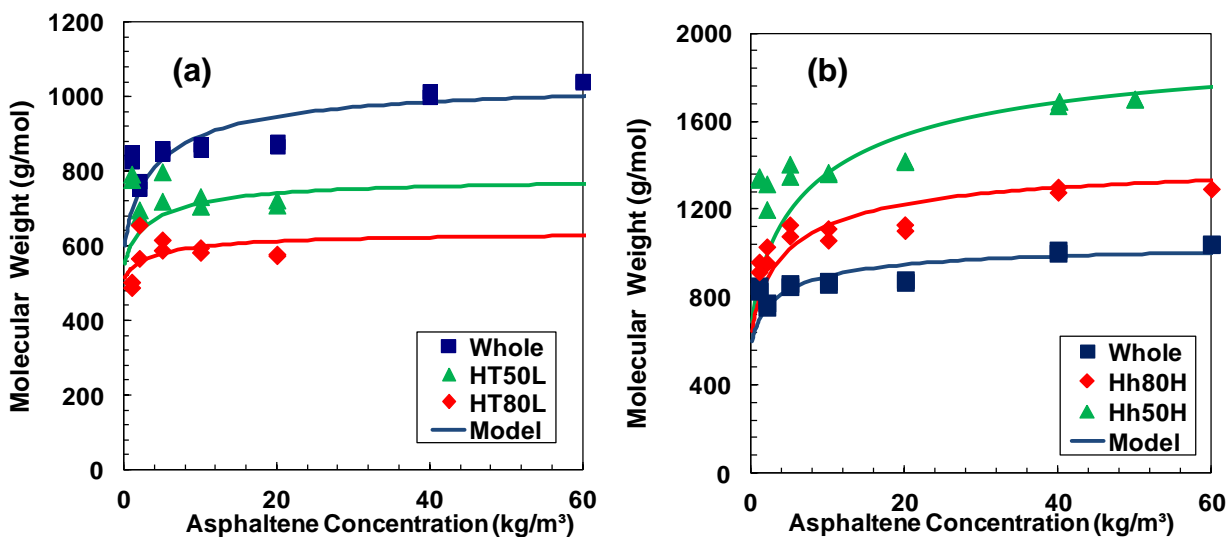 (a)
Molecular Weight (g/mol)
1200
1000
800
600
400
200
0
Whole
HT50L
HT80L
Model
0
20
40
60
Asphaltene Concentration (kg/m³)
(b)
Molecular Weight (g/mol)
2000
1600
1200
800
400
0
Whole
Hh80H
Hh50H
Model
0
20
40
60
Asphaltene Concentration (kg/m³)